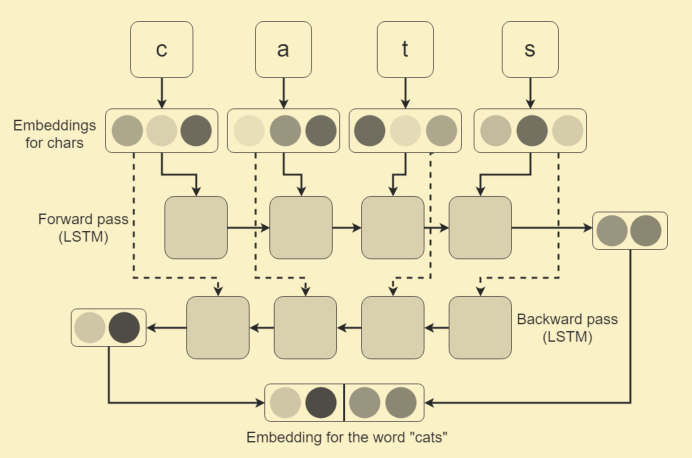 c a t s
Embeddings
for chars
Forward pass
(LSTM)
Backward pass
(LSTM)
Embedding for the word "cats"